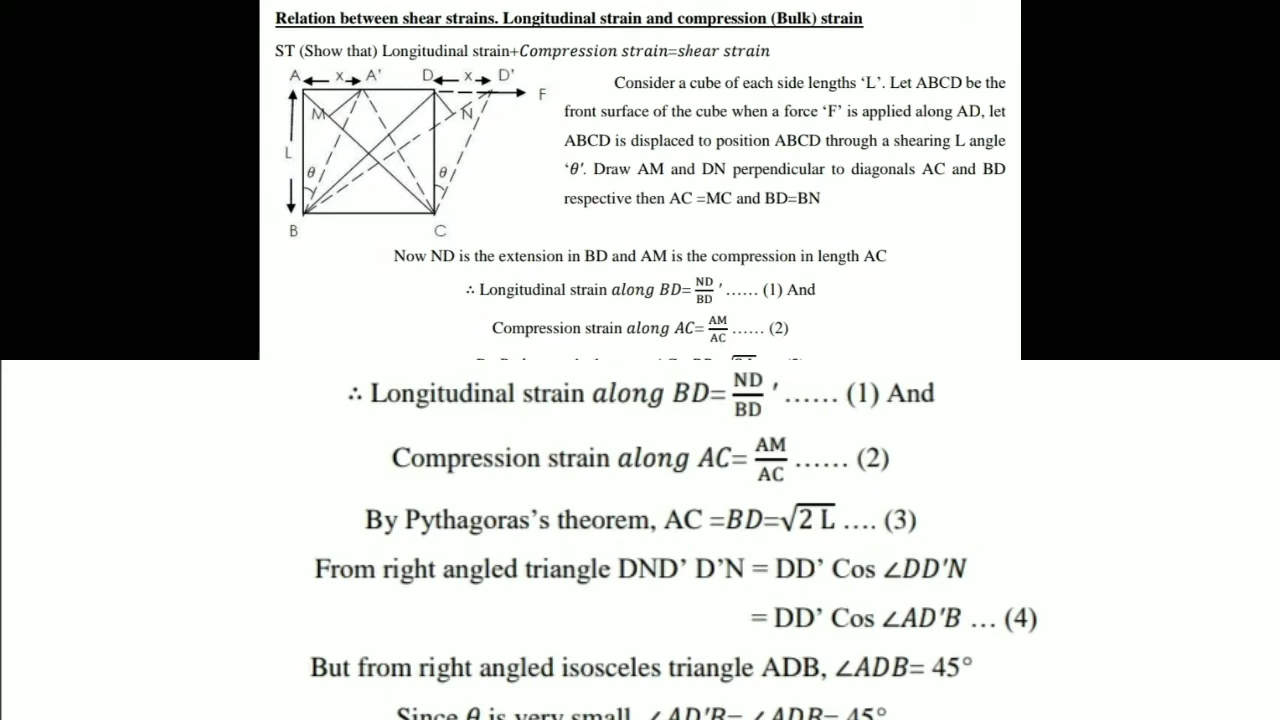 Relation between shear strains. Longitudinal strain and compression (Bulk) strain
ST (Show that) Longitudinal strain+Compression strain=shear strain
A x A' D x D' F
M N
L θ θ
B C
Consider a cube of each side lengths ‘L’. Let ABCD be the
front surface of the cube when a force ‘F’ is applied along AD, let
ABCD is displaced to position ABCD through a shearing L angle
‘θ′. Draw AM and DN perpendicular to diagonals AC and BD
respective then AC =MC and BD=BN
Now ND is the extension in BD and AM is the compression in length AC
∴ Longitudinal strain along BD= ND/BD ′ …… (1) And
Compression strain along AC= AM/AC …… (2)
∴ Longitudinal strain along BD= ND/BD ′ …… (1) And
Compression strain along AC= AM/AC …… (2)
By Pythagoras’s theorem, AC =BD=√2 L …. (3)
From right angled triangle DND’ D’N = DD’ Cos ∠DD′N
= DD’ Cos ∠AD′B … (4)
But from right angled isosceles triangle ADB, ∠ADB= 45°
Since θ is very small, ∠AD′B= ∠ADB= 45°